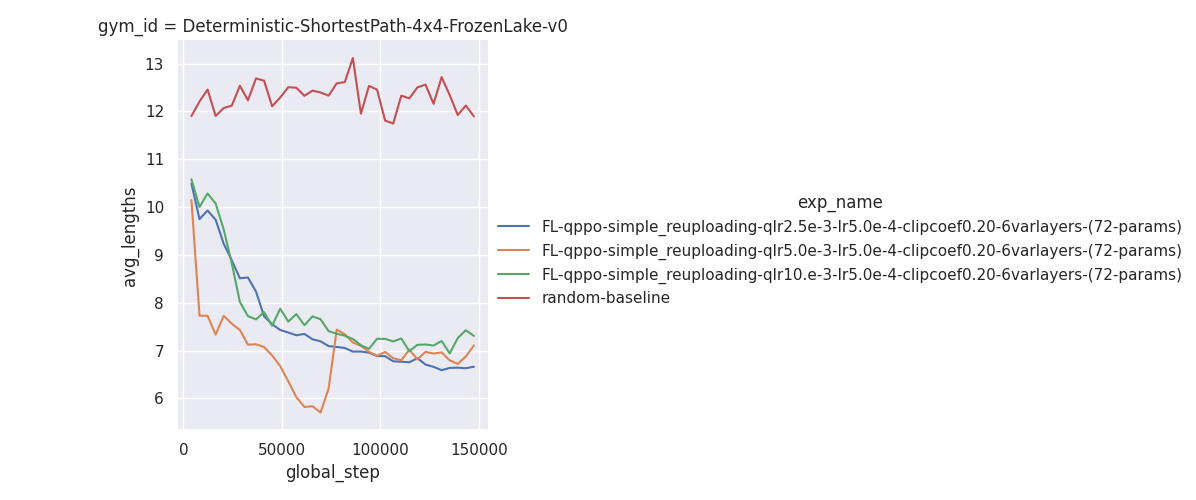 gym_id = Deterministic-ShortestPath-4x4-FrozenLake-v0
13
12
11
10
9
8
7
6
avg_lengths
0
50000
100000
150000
global_step
exp_name
FL-qppo-simple_reuploading-qlr2.5e-3-lr5.0e-4-clipcoef0.20-6varlayers-(72-params)
FL-qppo-simple_reuploading-qlr5.0e-3-lr5.0e-4-clipcoef0.20-6varlayers-(72-params)
FL-qppo-simple_reuploading-qlr10.e-3-lr5.0e-4-clipcoef0.20-6varlayers-(72-params)
random-baseline